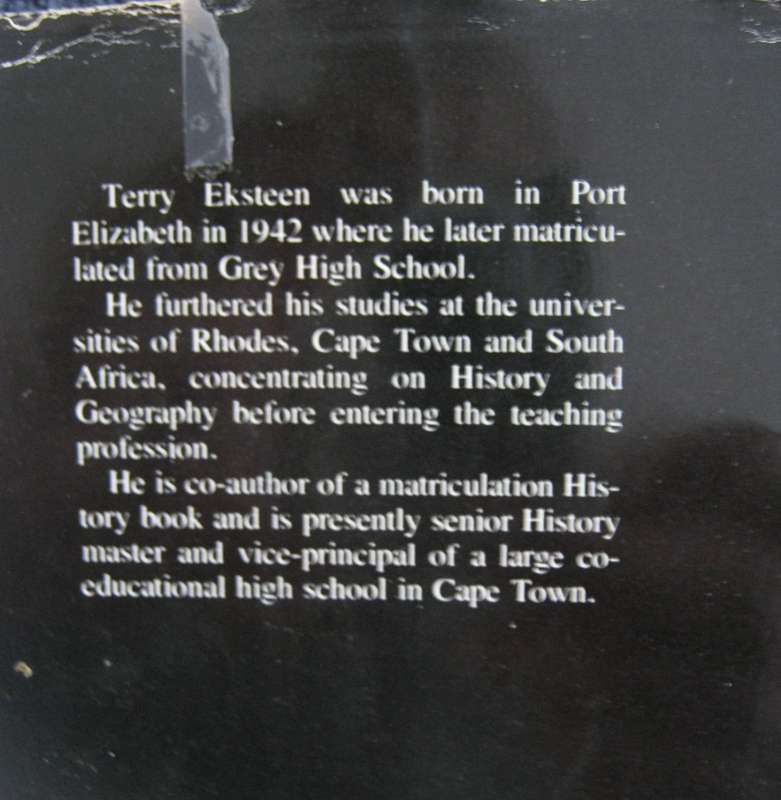 Terry Eksteen was born in Port
Elizabeth in 1942 where he later matricu-
lated from Grey High School.
He furthered his studies at the univer-
sities of Rhodes, Cape Town and South
Africa, concentrating on History and
Geography before entering the teaching
profession.
He is co-author of a matriculation His-
tory book and is presently senior History
master and vice-principal of a large co-
educational high school in Cape Town.